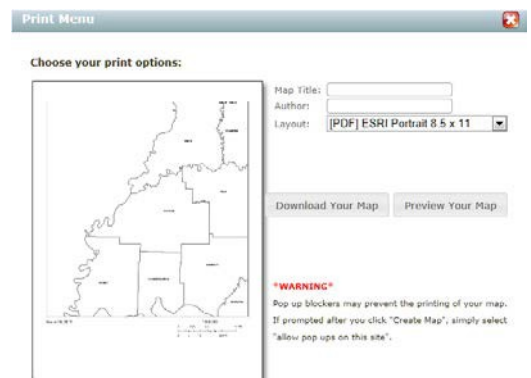 Print Menu
Choose your print options:
Map Title:
Author:
Layout: [PDF] ESRI Portrait 8.5 x 11
Download Your Map Preview Your Map
*WARNING*
Pop up blockers may prevent the printing of your map.
If prompted after you click "Create Map", simply select
"allow pop ups on this site".